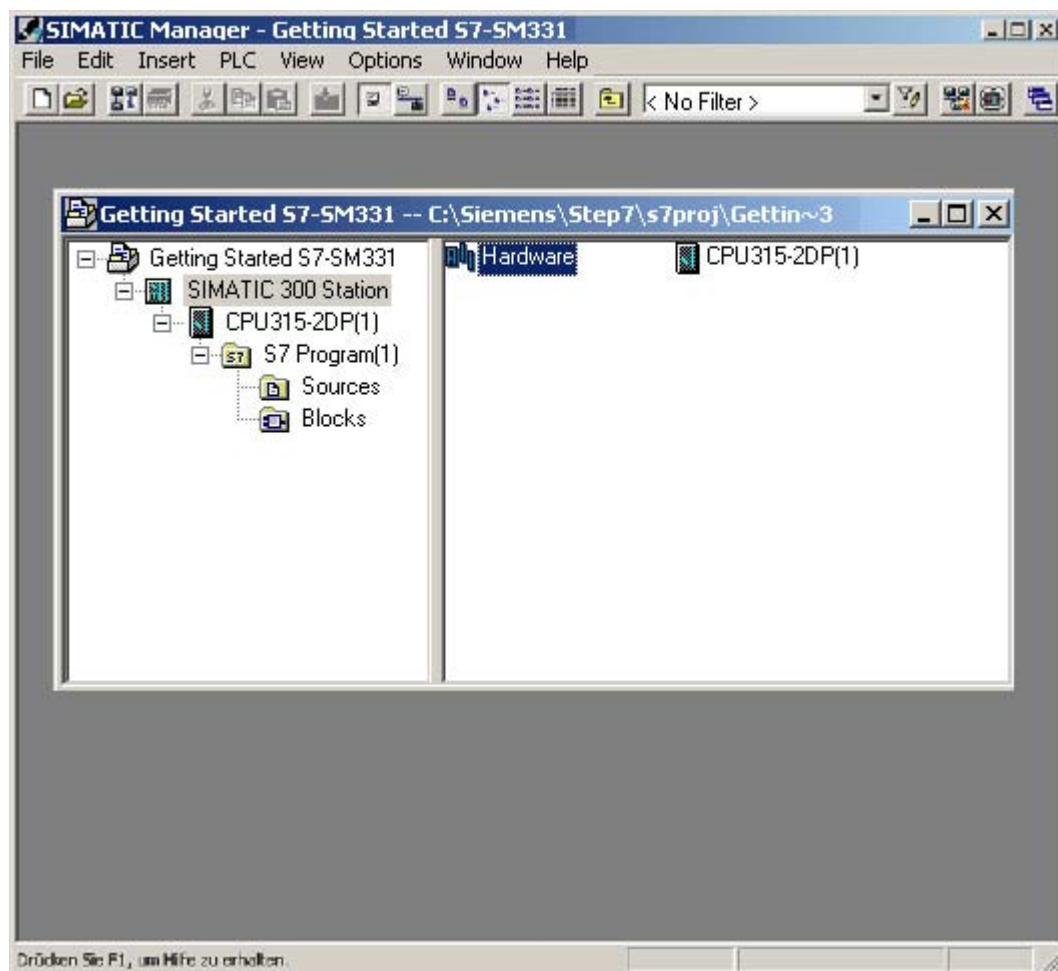 SIMATIC Manager - Getting Started S7-SM331
File Edit Insert PLC View Options Window Help
< No Filter >
Getting Started S7-SM331 -- C:\Siemens\Step7\s7proj\Gettin~3
Getting Started S7-SM331
SIMATIC 300 Station
CPU315-2DP(1)
S7 Program(1)
Sources
Blocks
Hardware
CPU315-2DP(1)
Drücken Sie F1, um Hilfe zu erhalten.